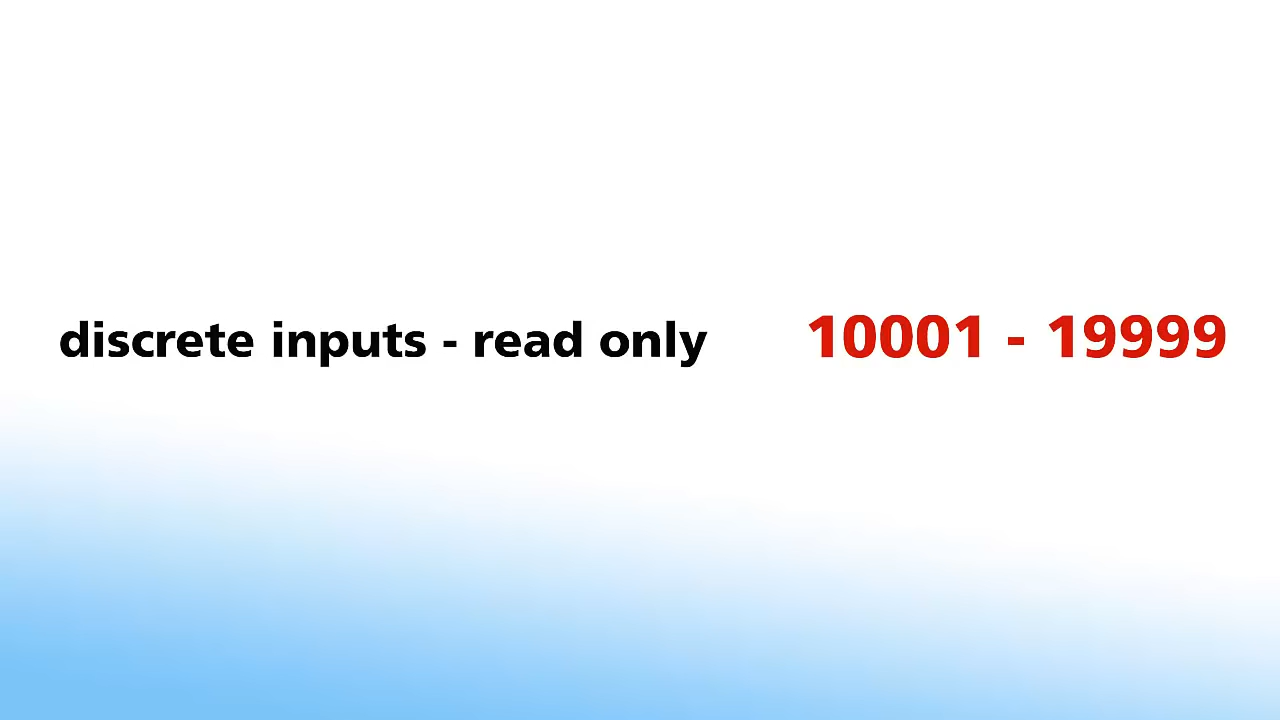 discrete inputs - read only 10001 - 19999